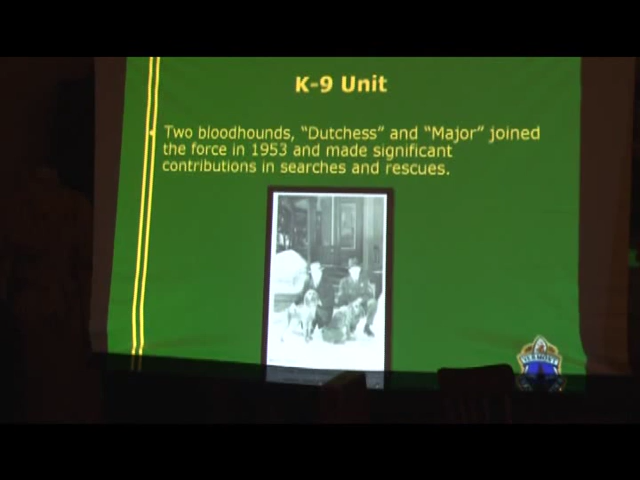 K-9 Unit
Two bloodhounds, “Dutchess” and “Major” joined
the force in 1953 and made significant
contributions in searches and rescues.
VERMONT